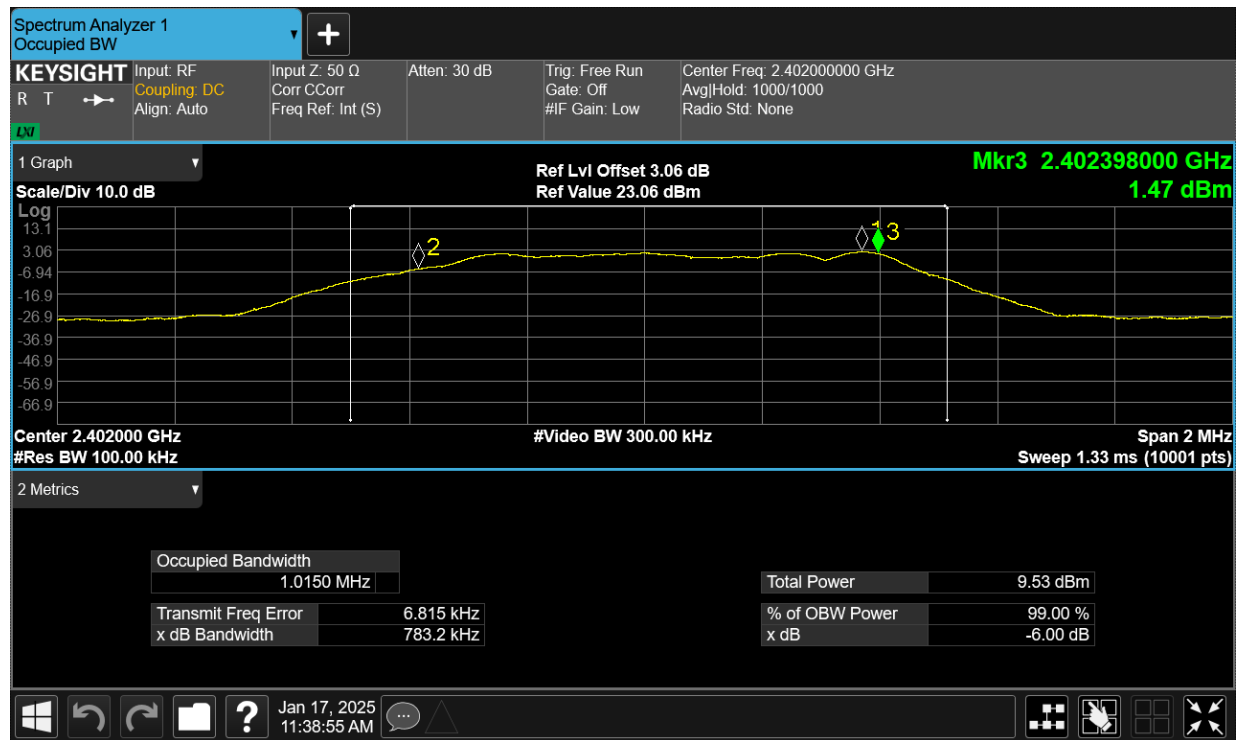 Spectrum Analyzer 1
Occupied BW
KEYSIGHT
R T
LXI
Input: RF
Coupling: DC
Align: Auto
Input Z: 50 Ω
Corr CCorr
Freq Ref: Int (S)
Atten: 30 dB
Trig: Free Run
Gate: Off
#IF Gain: Low
Center Freq: 2.402000000 GHz
Avg|Hold: 1000/1000
Radio Std: None
1 Graph
Scale/Div 10.0 dB
Ref Lvl Offset 3.06 dB
Ref Value 23.06 dBm
Mkr3 2.402398000 GHz
1.47 dBm
Log
13.1
3.06
-6.94
-16.9
-26.9
-36.9
-46.9
-56.9
-66.9
2
1 3
Center 2.402000 GHz
#Video BW 300.00 kHz
Span 2 MHz
#Res BW 100.00 kHz
Sweep 1.33 ms (10001 pts)
2 Metrics
Occupied Bandwidth
1.0150 MHz
Transmit Freq Error 6.815 kHz
x dB Bandwidth 783.2 kHz
Total Power 9.53 dBm
% of OBW Power 99.00 %
x dB -6.00 dB
?
Jan 17, 2025
11:38:55 AM